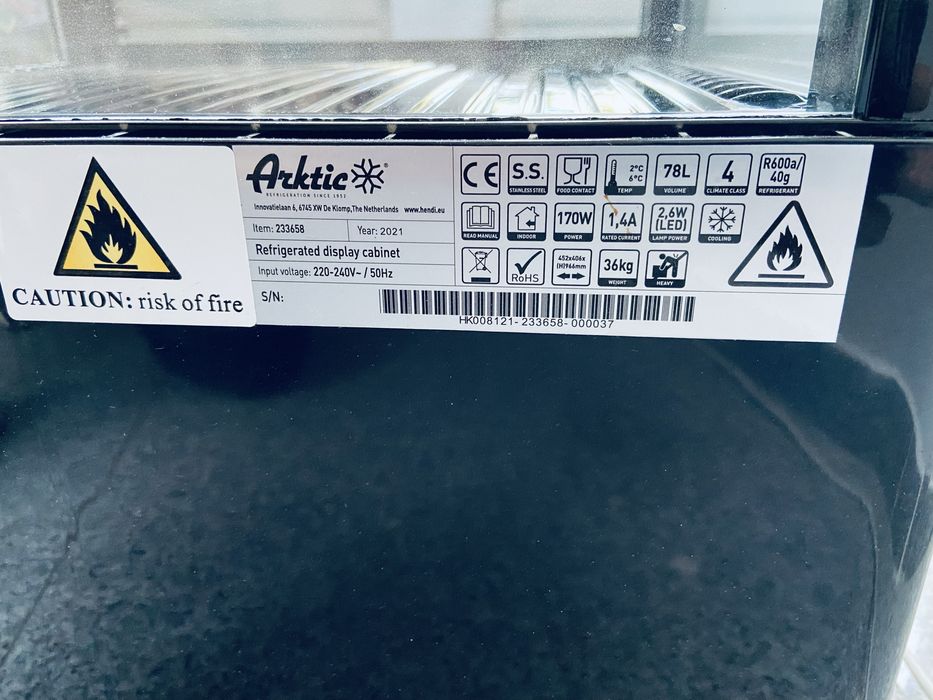 CAUTION: risk of fire
Arktic®
REFRIGERATION SINCE 1952
Innovatielaan 6, 6745 XW De Klomp, The Netherlands www.hendi.eu
Item: 233658 Year: 2021
Refrigerated display cabinet
Input voltage: 220-240V~ / 50Hz
S/N:
HK008121- 233658- 000037
CE
S.S.
STAINLESS STEEL
FOOD CONTACT
2°C
6°C
TEMP
78L
VOLUME
4
CLIMATE CLASS
R600a/
40g
REFRIGERANT
READ MANUAL
INDOOR
170W
POWER
1,4A
RATED CURRENT
2,6W
(LED)
LAMP POWER
COOLING
RoHS
452x406x
(H)966mm
36kg
WEIGHT
HEAVY